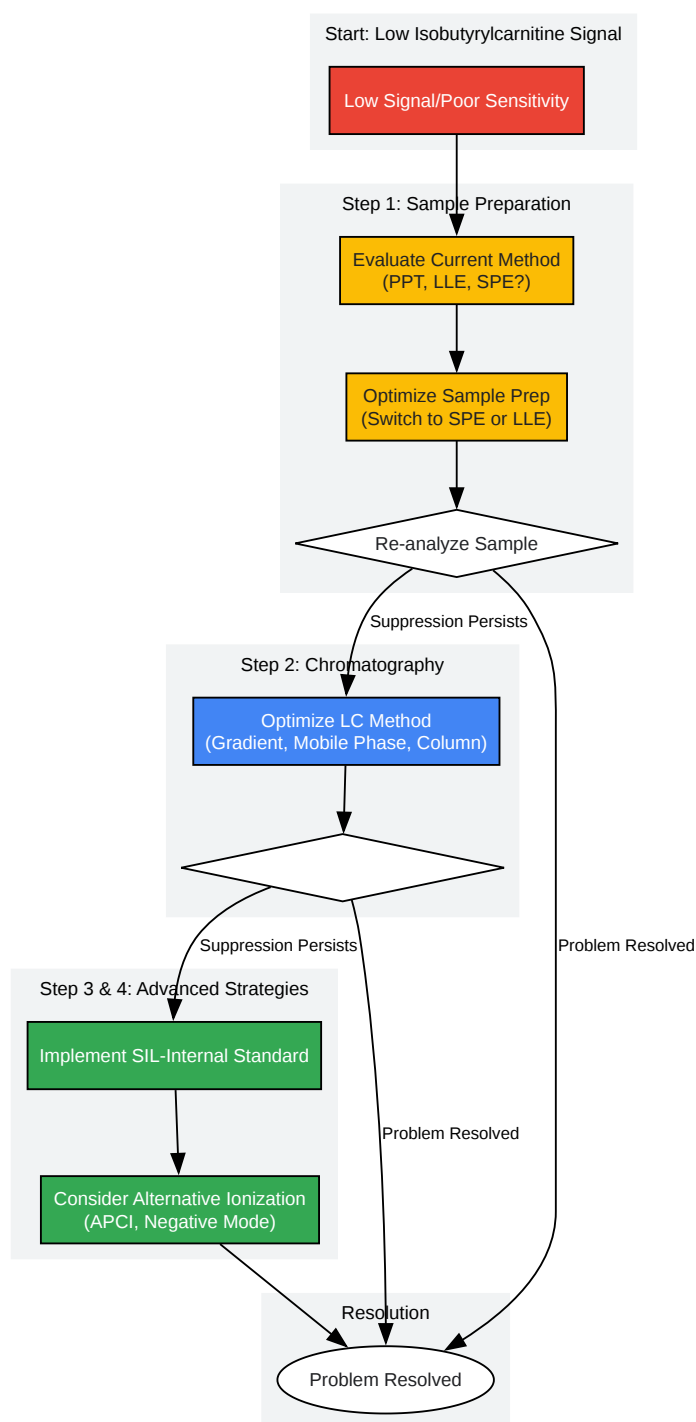 Start: Low Isobutyrylcarnitine Signal
Low Signal/Poor Sensitivity
Step 1: Sample Preparation
Evaluate Current Method
(PPT, LLE, SPE?)
Optimize Sample Prep
(Switch to SPE or LLE)
Re-analyze Sample
Suppression Persists
Step 2: Chromatography
Optimize LC Method
(Gradient, Mobile Phase, Column)
Suppression Persists
Problem Resolved
Step 3 & 4: Advanced Strategies
Implement SIL-Internal Standard
Problem Resolved
Consider Alternative Ionization
(APCI, Negative Mode)
Resolution
Problem Resolved